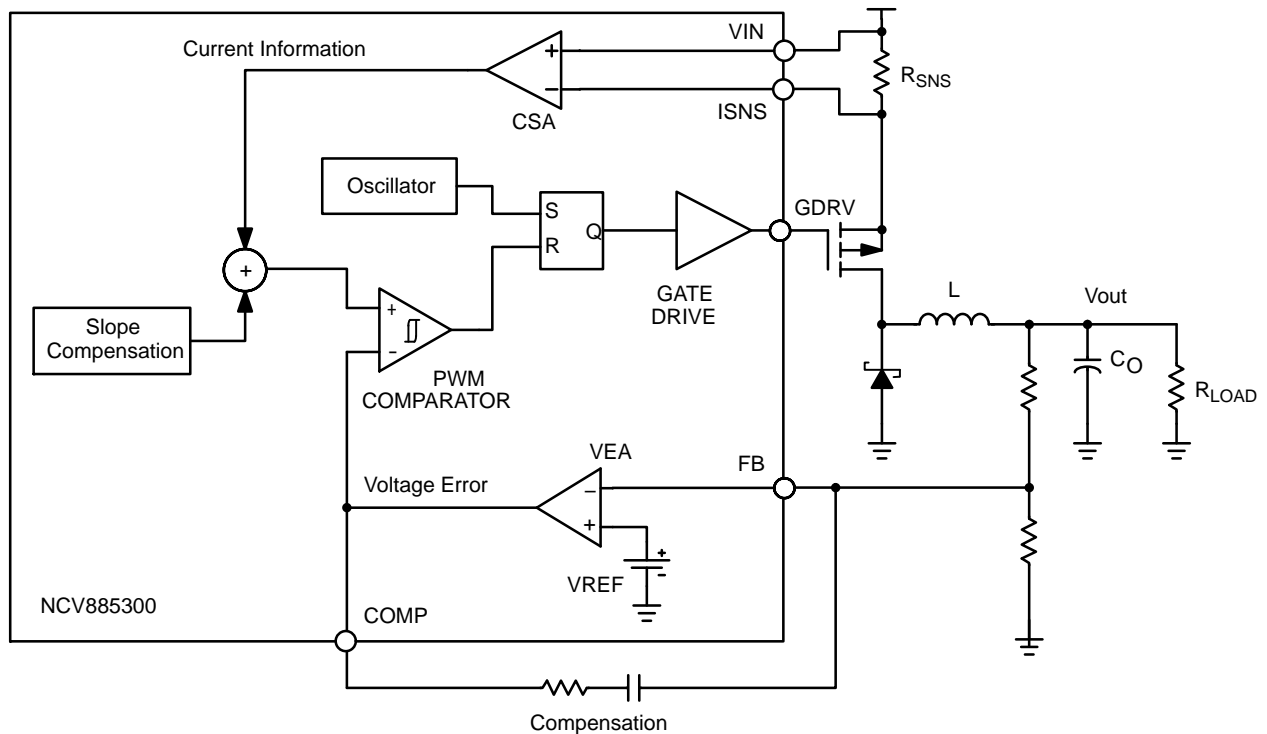 VIN
Current Information
+
−
RSNS
ISNS
CSA
Oscillator
GDRV
S
Q
R
+
GATE
DRIVE
L
Vout
Slope
Compensation
+
−
CO
PWM
COMPARATOR
RLOAD
VEA
FB
Voltage Error
−
+
+
−
VREF
NCV885300
COMP
Compensation